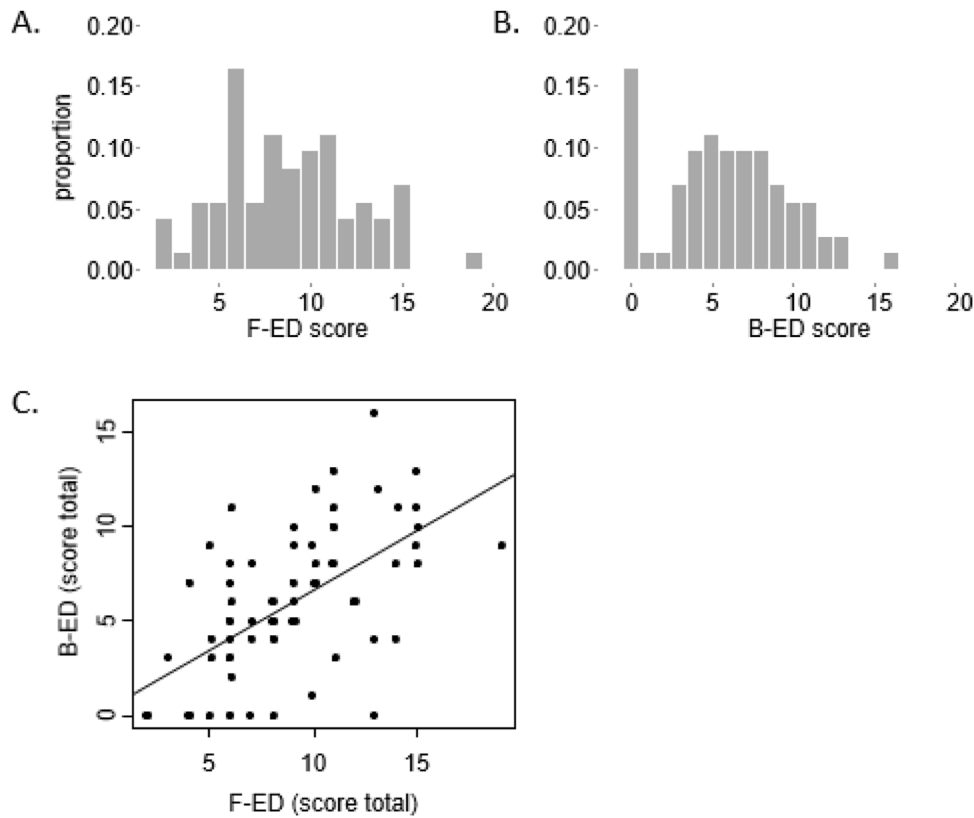 A.
0.20
0.15
0.10
0.05
0.00
proportion
5 10 15 20
F-ED score
B.
0.20
0.15
0.10
0.05
0.00
0 5 10 15 20
B-ED score
C.
15
10
5
0
B-ED (score total)
5 10 15
F-ED (score total)